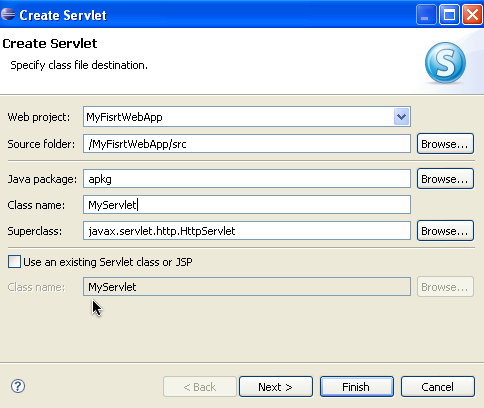 Create Servlet
Create Servlet
Specify class file destination.
S
Web project: MyFisrtWebApp
Source folder: /MyFisrtWebApp/src Browse...
Java package: apkg Browse...
Class name: MyServlet
Superclass: javax.servlet.http.HttpServlet Browse...
Use an existing Servlet class or JSP
Class name: MyServlet Browse...
? < Back Next > Finish Cancel